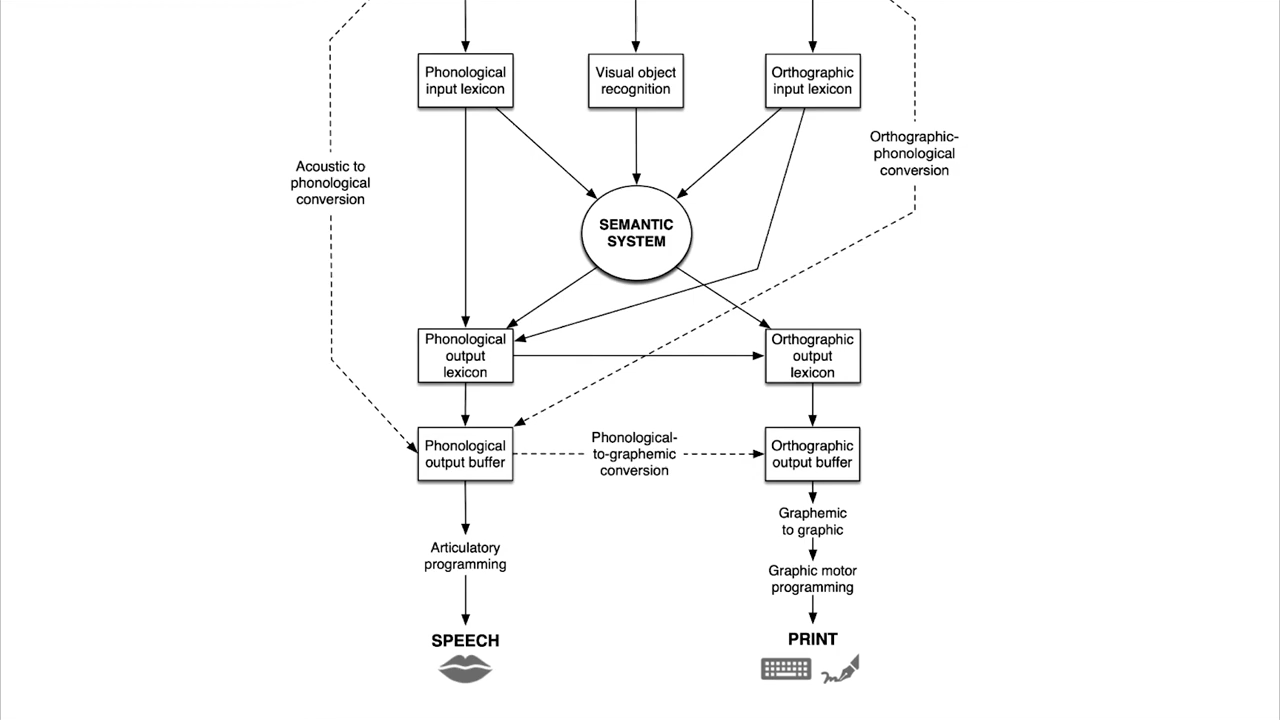 Phonological
input lexicon
Visual object
recognition
Orthographic
input lexicon
Acoustic to
phonological
conversion
Orthographic-
phonological
conversion
SEMANTIC
SYSTEM
Phonological
output
lexicon
Orthographic
output
lexicon
Phonological
output buffer
Phonological-
to-graphemic
conversion
Orthographic
output buffer
Graphemic
to graphic
Articulatory
programming
Graphic motor
programming
SPEECH
PRINT